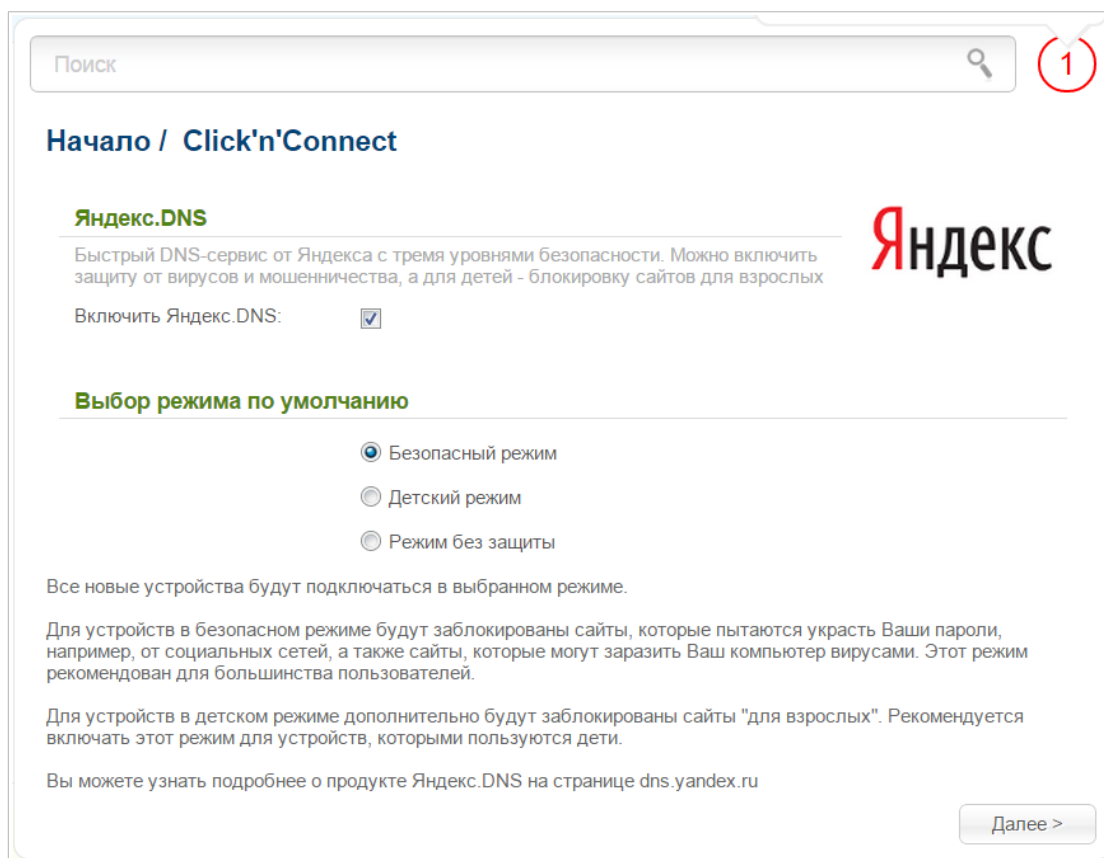 Поиск
1
Начало / Click'n'Connect
Яндекс.DNS
Яндекс
Быстрый DNS-сервис от Яндекса с тремя уровнями безопасности. Можно включить
защиту от вирусов и мошенничества, а для детей - блокировку сайтов для взрослых
Включить Яндекс.DNS:
Выбор режима по умолчанию
Безопасный режим
Детский режим
Режим без защиты
Все новые устройства будут подключаться в выбранном режиме.
Для устройств в безопасном режиме будут заблокированы сайты, которые пытаются украсть Ваши пароли,
например, от социальных сетей, а также сайты, которые могут заразить Ваш компьютер вирусами. Этот режим
рекомендован для большинства пользователей.
Для устройств в детском режиме дополнительно будут заблокированы сайты "для взрослых". Рекомендуется
включать этот режим для устройств, которыми пользуются дети.
Вы можете узнать подробнее о продукте Яндекс.DNS на странице dns.yandex.ru
Далее >